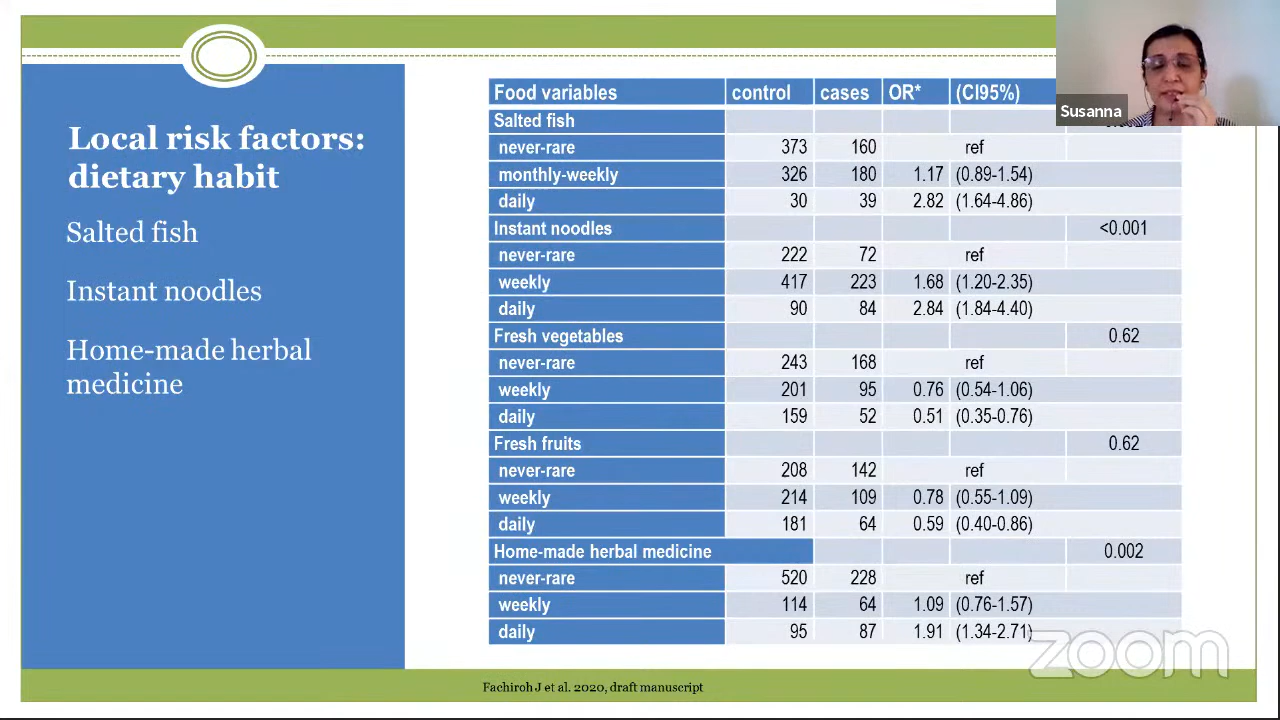 Susanna
Local risk factors:
dietary habit
Salted fish
Instant noodles
Home-made herbal
medicine
Food variables control cases OR* (CI95%)
Salted fish
never-rare 373 160 ref
monthly-weekly 326 180 1.17 (0.89-1.54)
daily 30 39 2.82 (1.64-4.86)
Instant noodles <0.001
never-rare 222 72 ref
weekly 417 223 1.68 (1.20-2.35)
daily 90 84 2.84 (1.84-4.40)
Fresh vegetables 0.62
never-rare 243 168 ref
weekly 201 95 0.76 (0.54-1.06)
daily 159 52 0.51 (0.35-0.76)
Fresh fruits 0.62
never-rare 208 142 ref
weekly 214 109 0.78 (0.55-1.09)
daily 181 64 0.59 (0.40-0.86)
Home-made herbal medicine 0.002
never-rare 520 228 ref
weekly 114 64 1.09 (0.76-1.57)
daily 95 87 1.91 (1.34-2.71)
zoom
Fachiroh J et al. 2020, draft manuscript